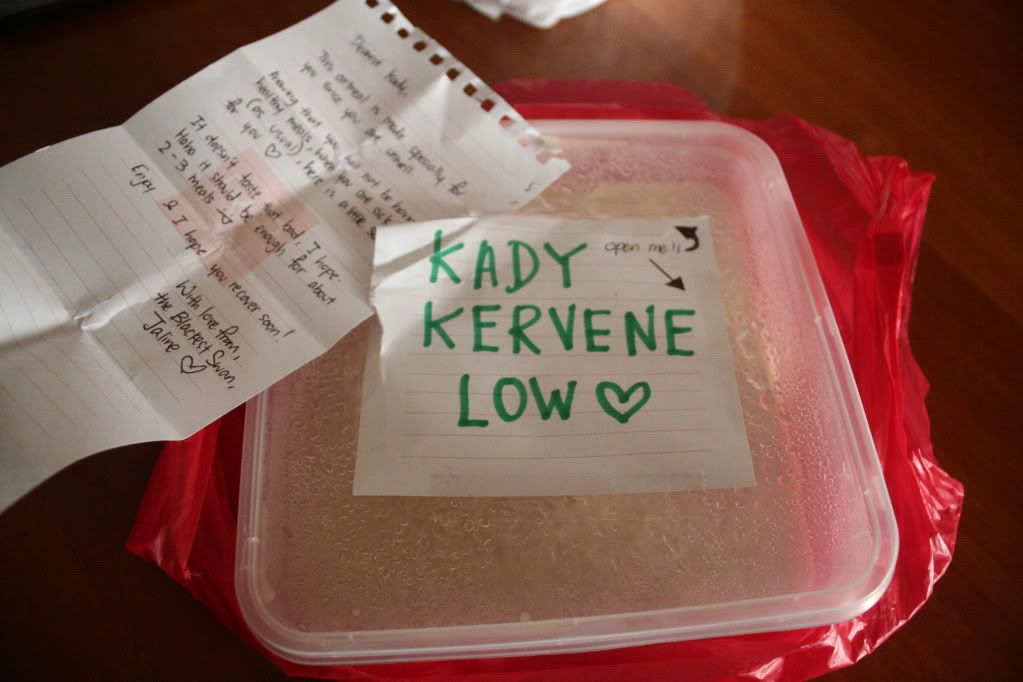 Dearest Kady,
This oatmeal is made specially for
you since you are unwell.
Knowing that you will not be having
healthy meals when you are sick
(as usual), here is a little
for you ♡
It doesn't taste that bad, I hope.
Haha it should be enough for about
2-3 meals
Enjoy & I hope you recover soon!
With love from,
the Blackest Swan,
Jaline ♡
open me!!
KADY
KERVENE
LOW ♡